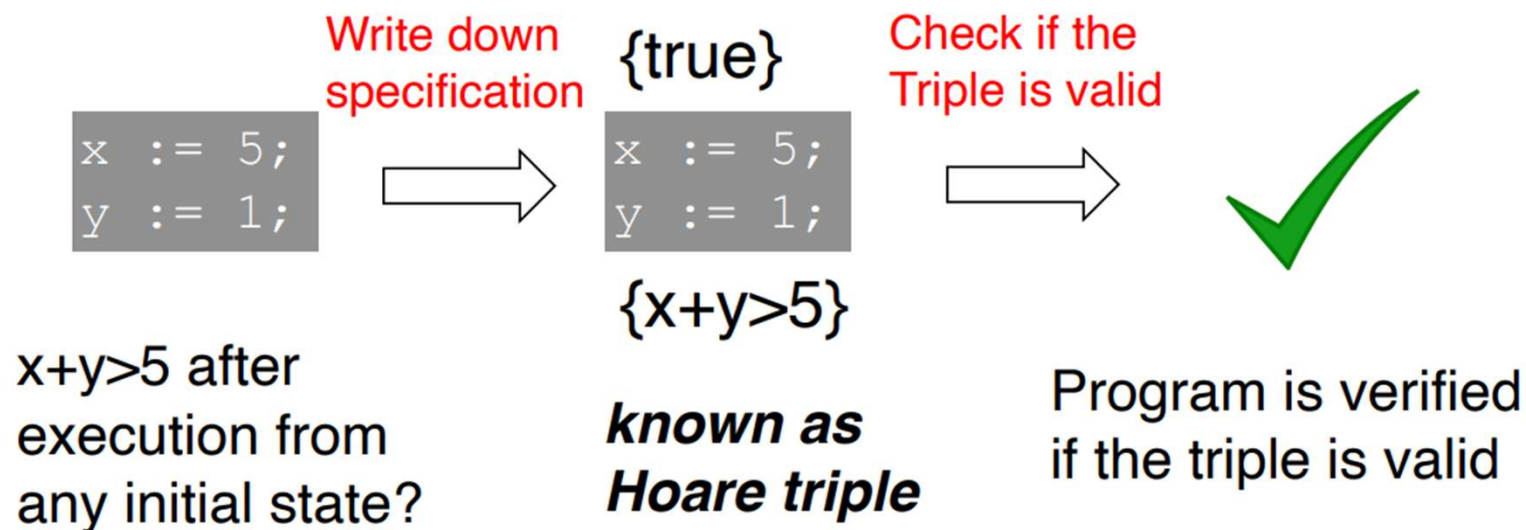 Write down
specification
{true}
Check if the
Triple is valid
x := 5;
y := 1;
x := 5;
y := 1;
{x+y>5}
x+y>5 after
execution from
any initial state?
known as
Hoare triple
Program is verified
if the triple is valid